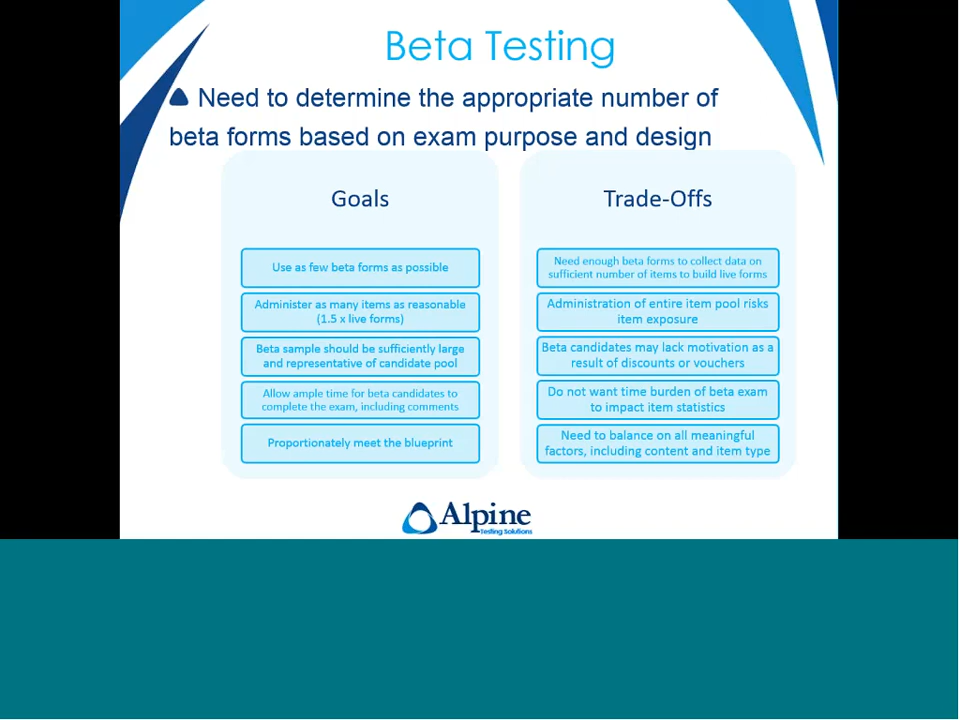 Beta Testing
Need to determine the appropriate number of
beta forms based on exam purpose and design
Goals
Use as few beta forms as possible
Administer as many items as reasonable
(1.5 x live forms)
Beta sample should be sufficiently large
and representative of candidate pool
Allow ample time for beta candidates to
complete the exam, including comments
Proportionately meet the blueprint
Trade-Offs
Need enough beta forms to collect data on
sufficient number of items to build live forms
Administration of entire item pool risks
item exposure
Beta candidates may lack motivation as a
result of discounts or vouchers
Do not want time burden of beta exam
to impact item statistics
Need to balance on all meaningful
factors, including content and item type
Alpine
Testing Solutions